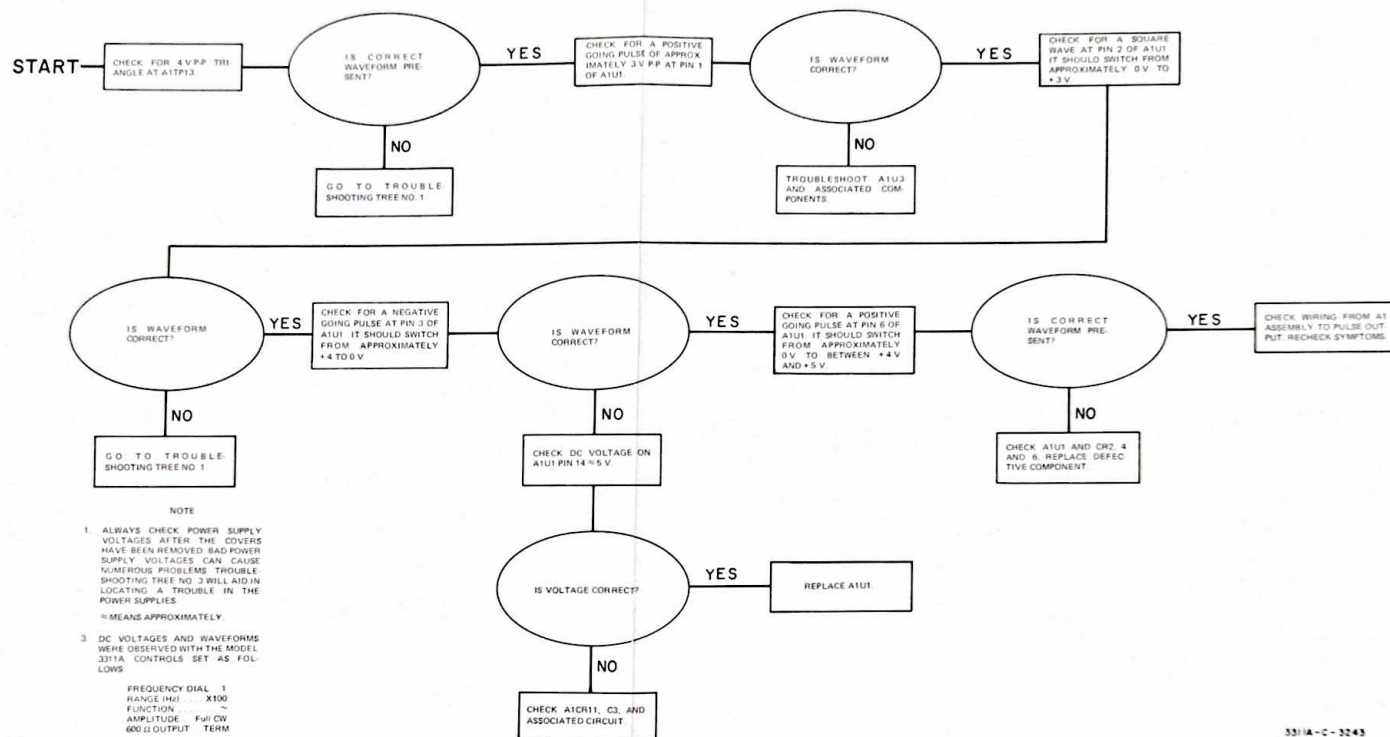 START
CHECK FOR 4 V P-P TRI-
ANGLE AT A1TP13.
IS CORRECT
WAVEFORM PRE-
SENT?
YES
CHECK FOR A POSITIVE
GOING PULSE OF APPROX-
IMATELY 3 V P-P AT PIN 1
OF A1U1.
IS WAVEFORM
CORRECT?
YES
CHECK FOR A SQUARE
WAVE AT PIN 2 OF A1U1
IT SHOULD SWITCH FROM
APPROXIMATELY 0 V TO
+ 3 V.
NO
GO TO TROUBLE-
SHOOTING TREE NO. 1
NO
TROUBLESHOOT A1U3
AND ASSOCIATED COM-
PONENTS.
IS WAVEFORM
CORRECT?
YES
CHECK FOR A NEGATIVE
GOING PULSE AT PIN 3 OF
A1U1. IT SHOULD SWITCH
FROM APPROXIMATELY
+4 TO 0 V.
IS WAVEFORM
CORRECT?
YES
CHECK FOR A POSITIVE
GOING PULSE AT PIN 6 OF
A1U1. IT SHOULD SWITCH
FROM APPROXIMATELY
0 V TO BETWEEN +4 V
AND +5 V.
IS CORRECT
WAVEFORM PRE-
SENT?
YES
CHECK WIRING FROM A1
ASSEMBLY TO PULSE OUT-
PUT. RECHECK SYMPTOMS.
NO
GO TO TROUBLE-
SHOOTING TREE NO. 1
NO
CHECK DC VOLTAGE ON
A1U1 PIN 14 ≈ 5 V.
NO
CHECK A1U1 AND CR2, 4
AND 6. REPLACE DEFEC-
TIVE COMPONENT.
IS VOLTAGE CORRECT?
YES
REPLACE A1U1.
NO
CHECK A1CR11, C3, AND
ASSOCIATED CIRCUIT.
NOTE
1. ALWAYS CHECK POWER SUPPLY
VOLTAGES AFTER THE COVERS
HAVE BEEN REMOVED. BAD POWER
SUPPLY VOLTAGES CAN CAUSE
NUMEROUS PROBLEMS. TROUBLE-
SHOOTING TREE NO. 3 WILL AID IN
LOCATING A TROUBLE IN THE
POWER SUPPLIES.
≈ MEANS APPROXIMATELY.
3. DC VOLTAGES AND WAVEFORMS
WERE OBSERVED WITH THE MODEL
3311A CONTROLS SET AS FOL-
LOWS
FREQUENCY DIAL 1
RANGE (Hz) .... X100
FUNCTION ...... ~
AMPLITUDE . Full CW
600 Ω OUTPUT TERM
3311A-C-3243